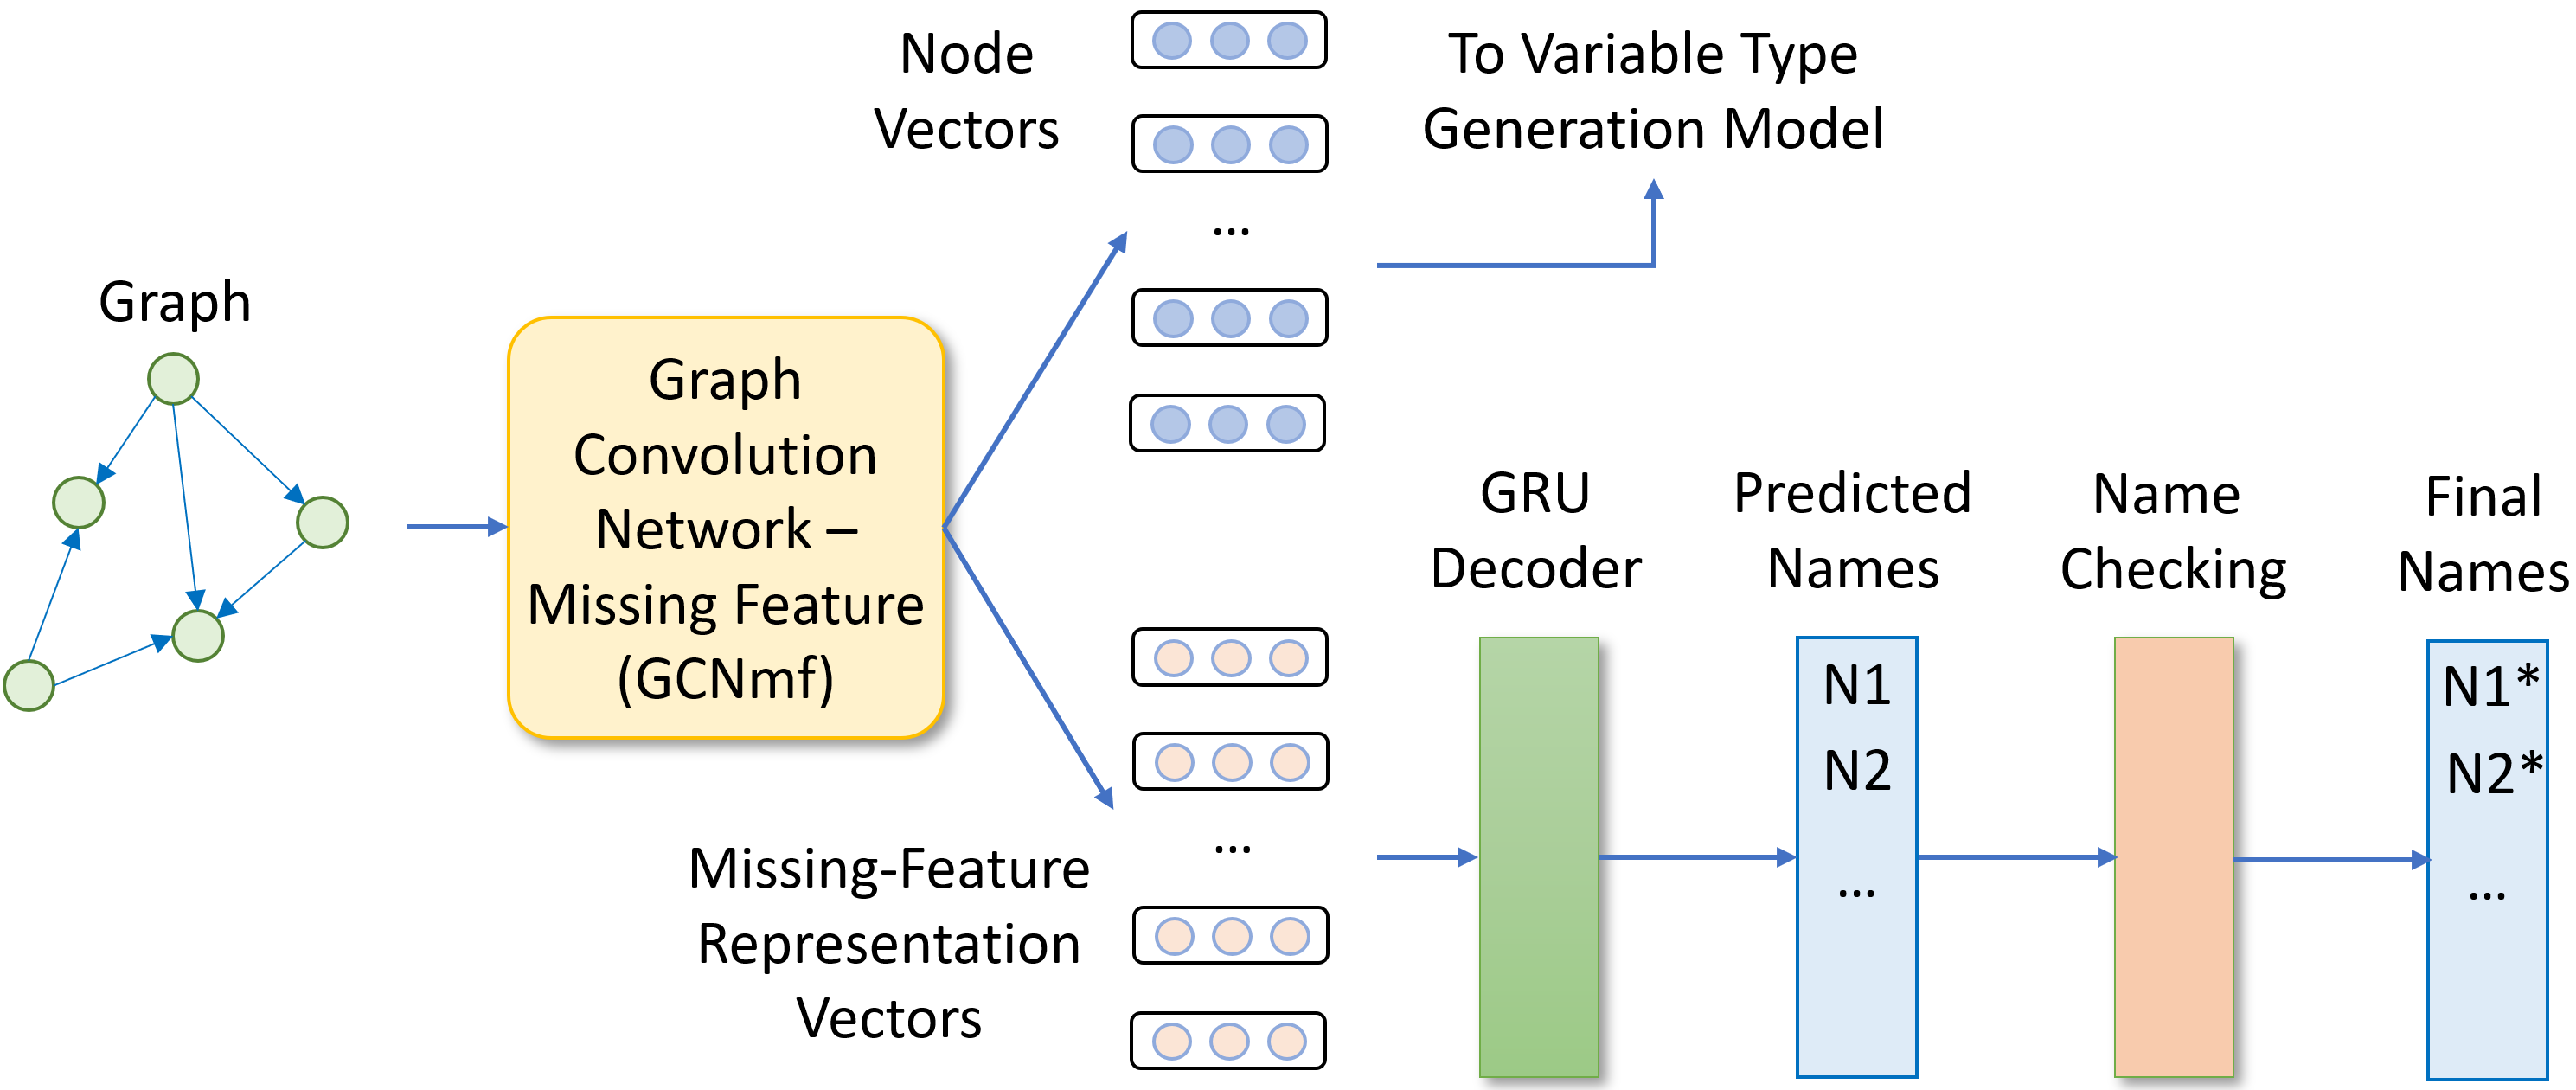 Graph
Graph
Convolution
Network –
Missing Feature
(GCNmf)
Node
Vectors
...
To Variable Type
Generation Model
Missing-Feature
Representation
Vectors
...
GRU
Decoder
Predicted
Names
N1
N2
...
Name
Checking
Final
Names
N1*
N2*
...